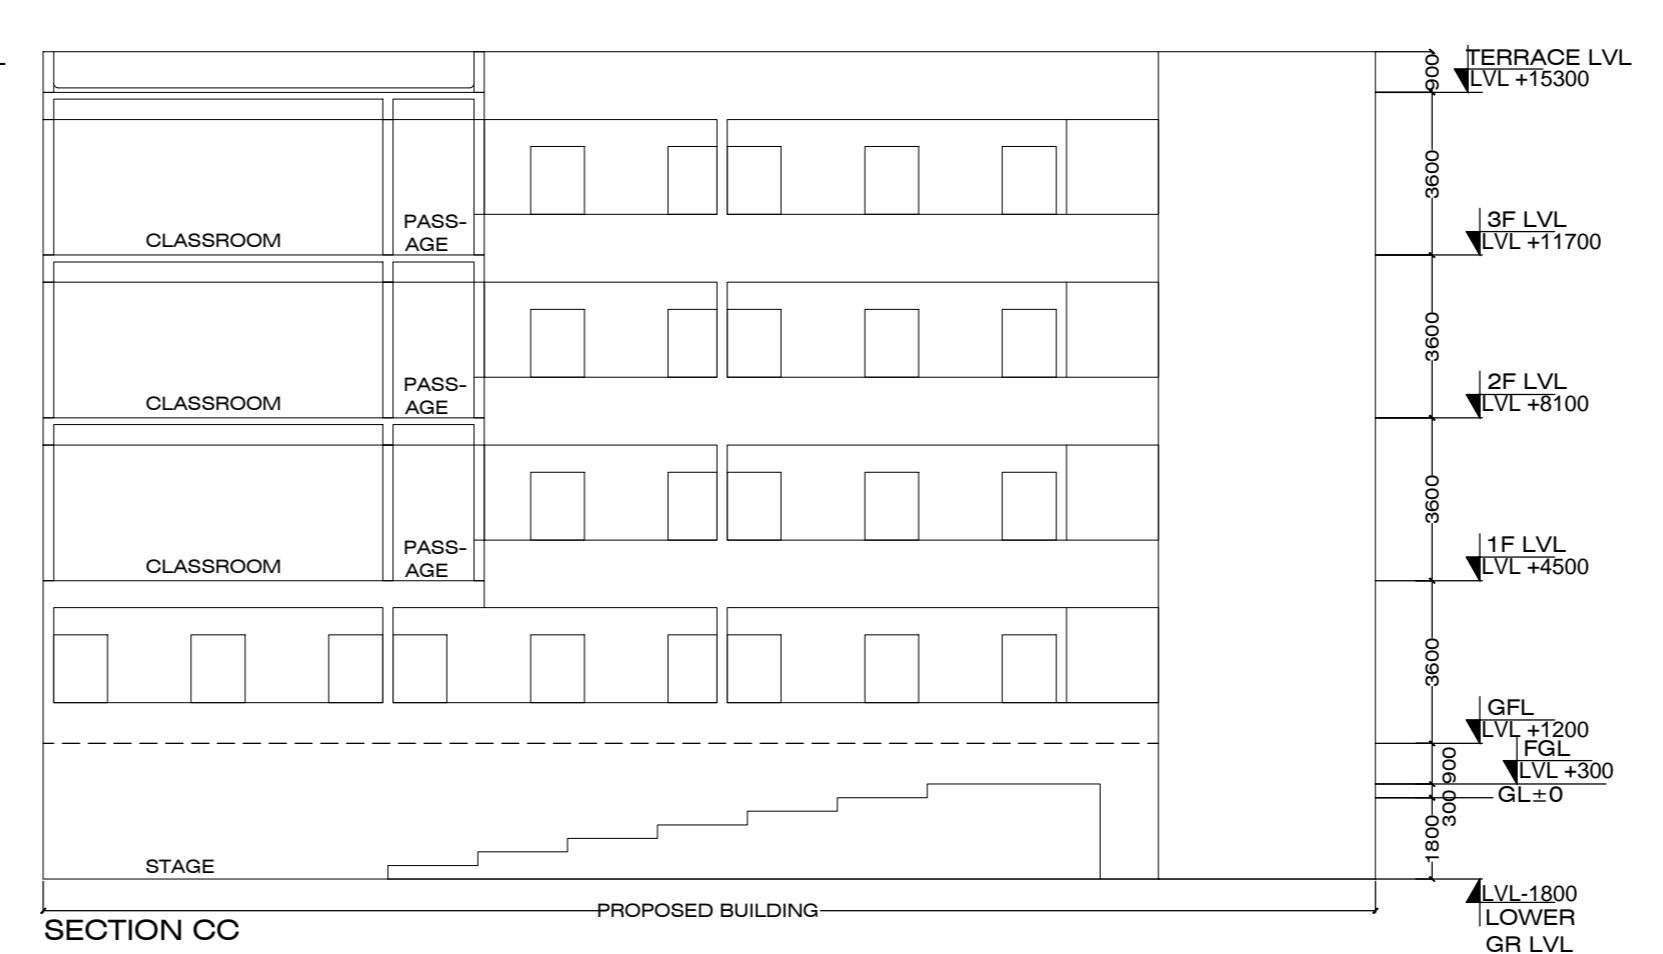 TERRACE LVL
LVL +15300
900
3600
3F LVL
LVL +11700
CLASSROOM
PASS-
AGE
3600
2F LVL
LVL +8100
CLASSROOM
PASS-
AGE
3600
1F LVL
LVL +4500
CLASSROOM
PASS-
AGE
3600
GFL
LVL +1200
FGL
LVL +300
900
GL±0
300
1800
STAGE
LVL-1800
LOWER
GR LVL
PROPOSED BUILDING
SECTION CC